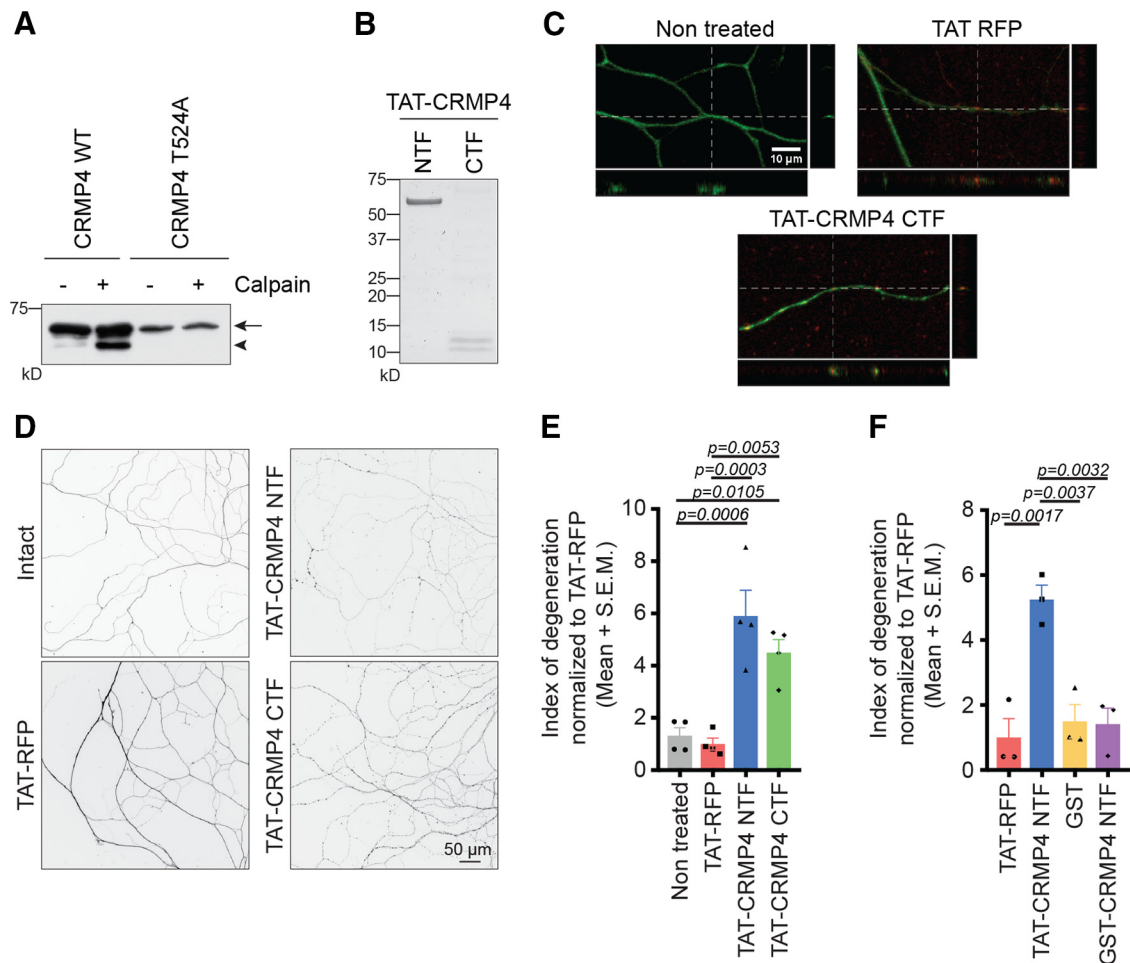 A
CRMP4 WT
CRMP4 T524A
- + - + Calpain
75
kD
B
TAT-CRMP4
NTF
CTF
75
50
37
25
20
15
10
kD
C
Non treated
10 µm
TAT RFP
TAT-CRMP4 CTF
D
Intact
TAT-CRMP4 NTF
TAT-RFP
TAT-CRMP4 CTF
50 µm
E
p=0.0053
p=0.0003
p=0.0105
p=0.0006
Index of degeneration
normalized to TAT-RFP
(Mean + S.E.M.)
10
8
6
4
2
0
Non treated
TAT-RFP
TAT-CRMP4 NTF
TAT-CRMP4 CTF
F
p=0.0032
p=0.0037
p=0.0017
Index of degeneration
normalized to TAT-RFP
(Mean + S.E.M.)
8
6
4
2
0
TAT-RFP
TAT-CRMP4 NTF
GST
GST-CRMP4 NTF